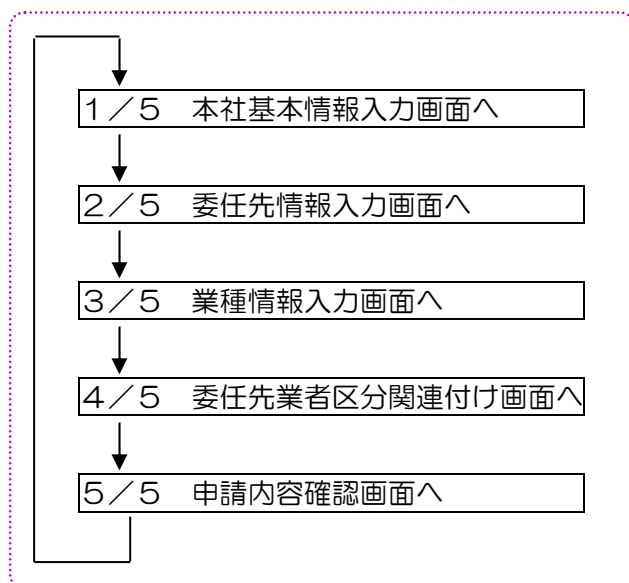 1／5　本社基本情報入力画面へ
2／5　委任先情報入力画面へ
3／5　業種情報入力画面へ
4／5　委任先業者区分関連付け画面へ
5／5　申請内容確認画面へ